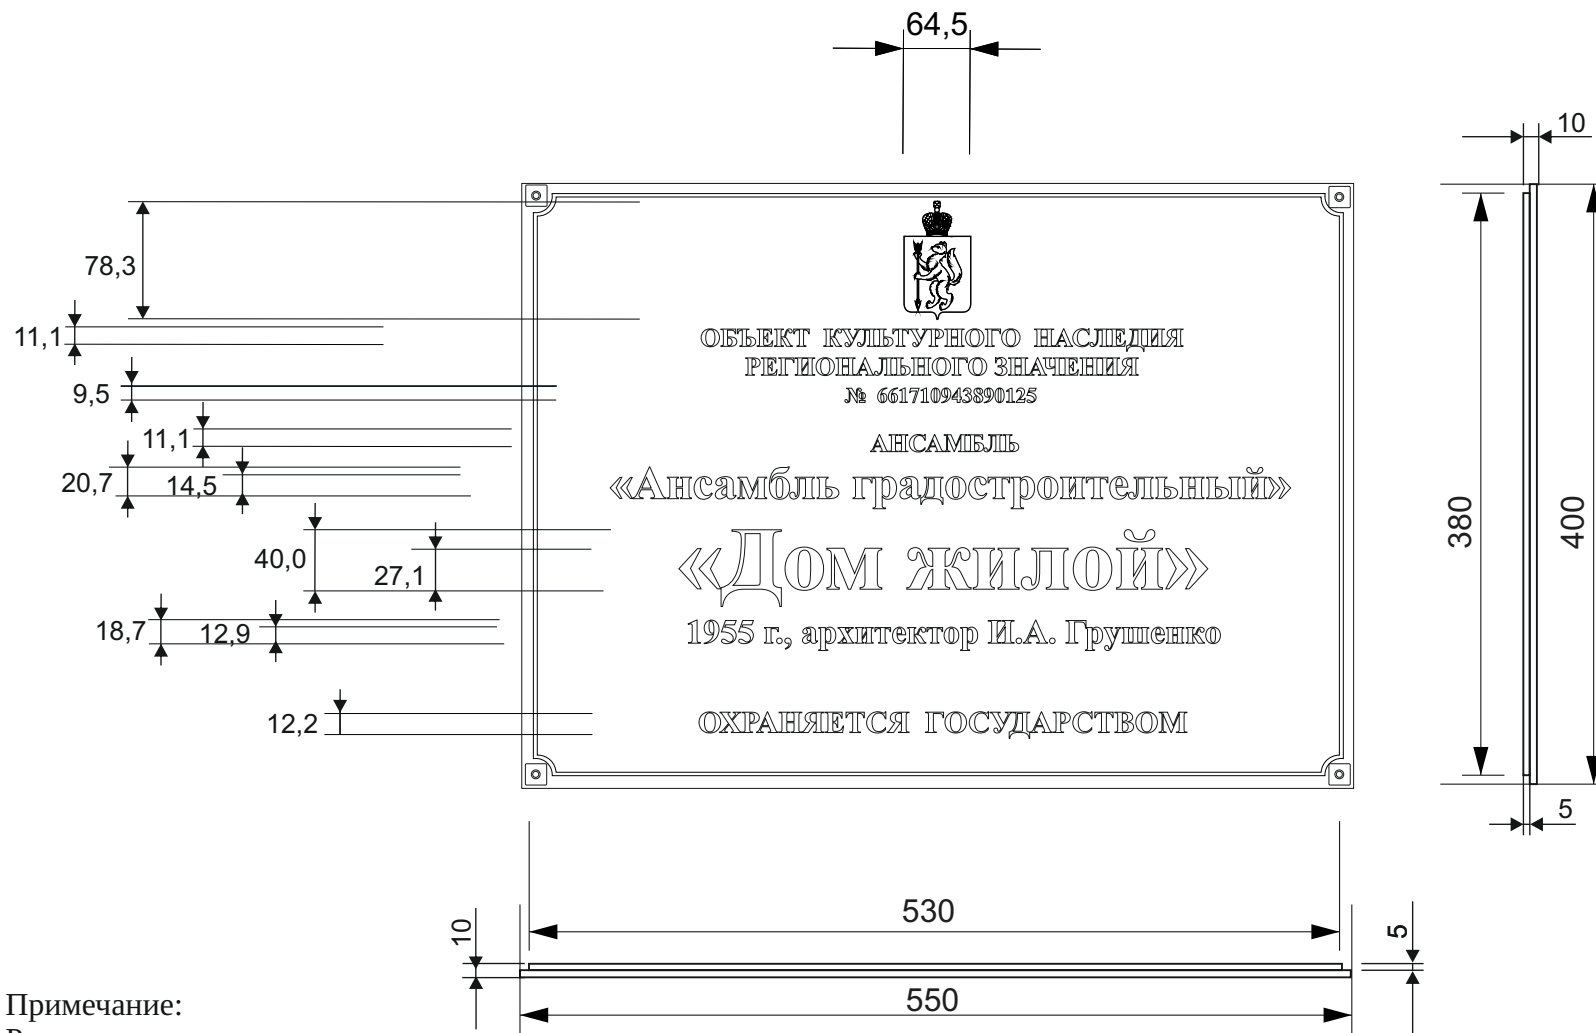 64,5
10
78,3
11,1
ОБЪЕКТ КУЛЬТУРНОГО НАСЛЕДИЯ
РЕГИОНАЛЬНОГО ЗНАЧЕНИЯ
9,5
№ 661710943890125
11,1
АНСАМБЛЬ
20,7
14,5
«Ансамбль градостроительный»
380
400
40,0
27,1
«Дом жилой»
18,7
12,9
1955 г., архитектор И.А. Грушенко
12,2
ОХРАНЯЕТСЯ ГОСУДАРСТВОМ
5
530
10
5
550
Примечание: